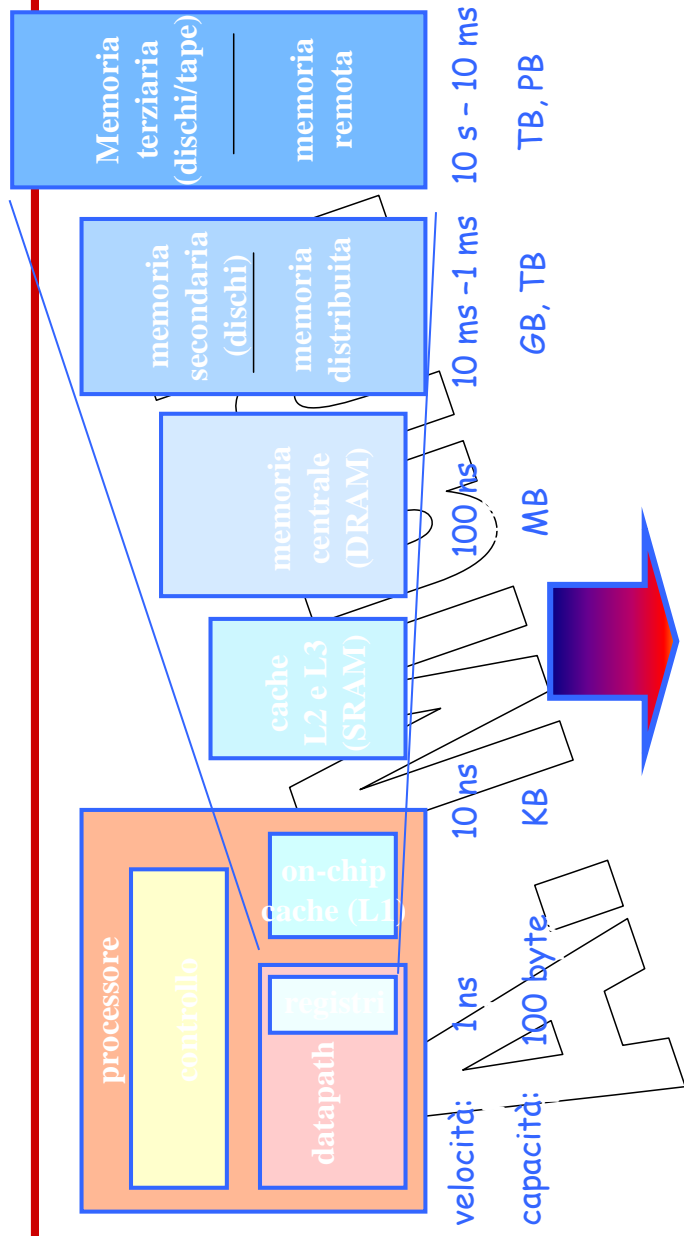 processore
controllo
datapath
registri
on-chip
cache (L1)
cache
L2 e L3
(SRAM)
memoria
centrale
(DRAM)
memoria
secondaria
(dischi)
memoria
distribuita
Memoria
terziaria
(dischi/tape)
memoria
remota
velocità: 1 ns 10 ns 100 ns 10 ms -1 ms 10 s - 10 ms
capacità: 100 byte KB MB GB, TB TB, PB